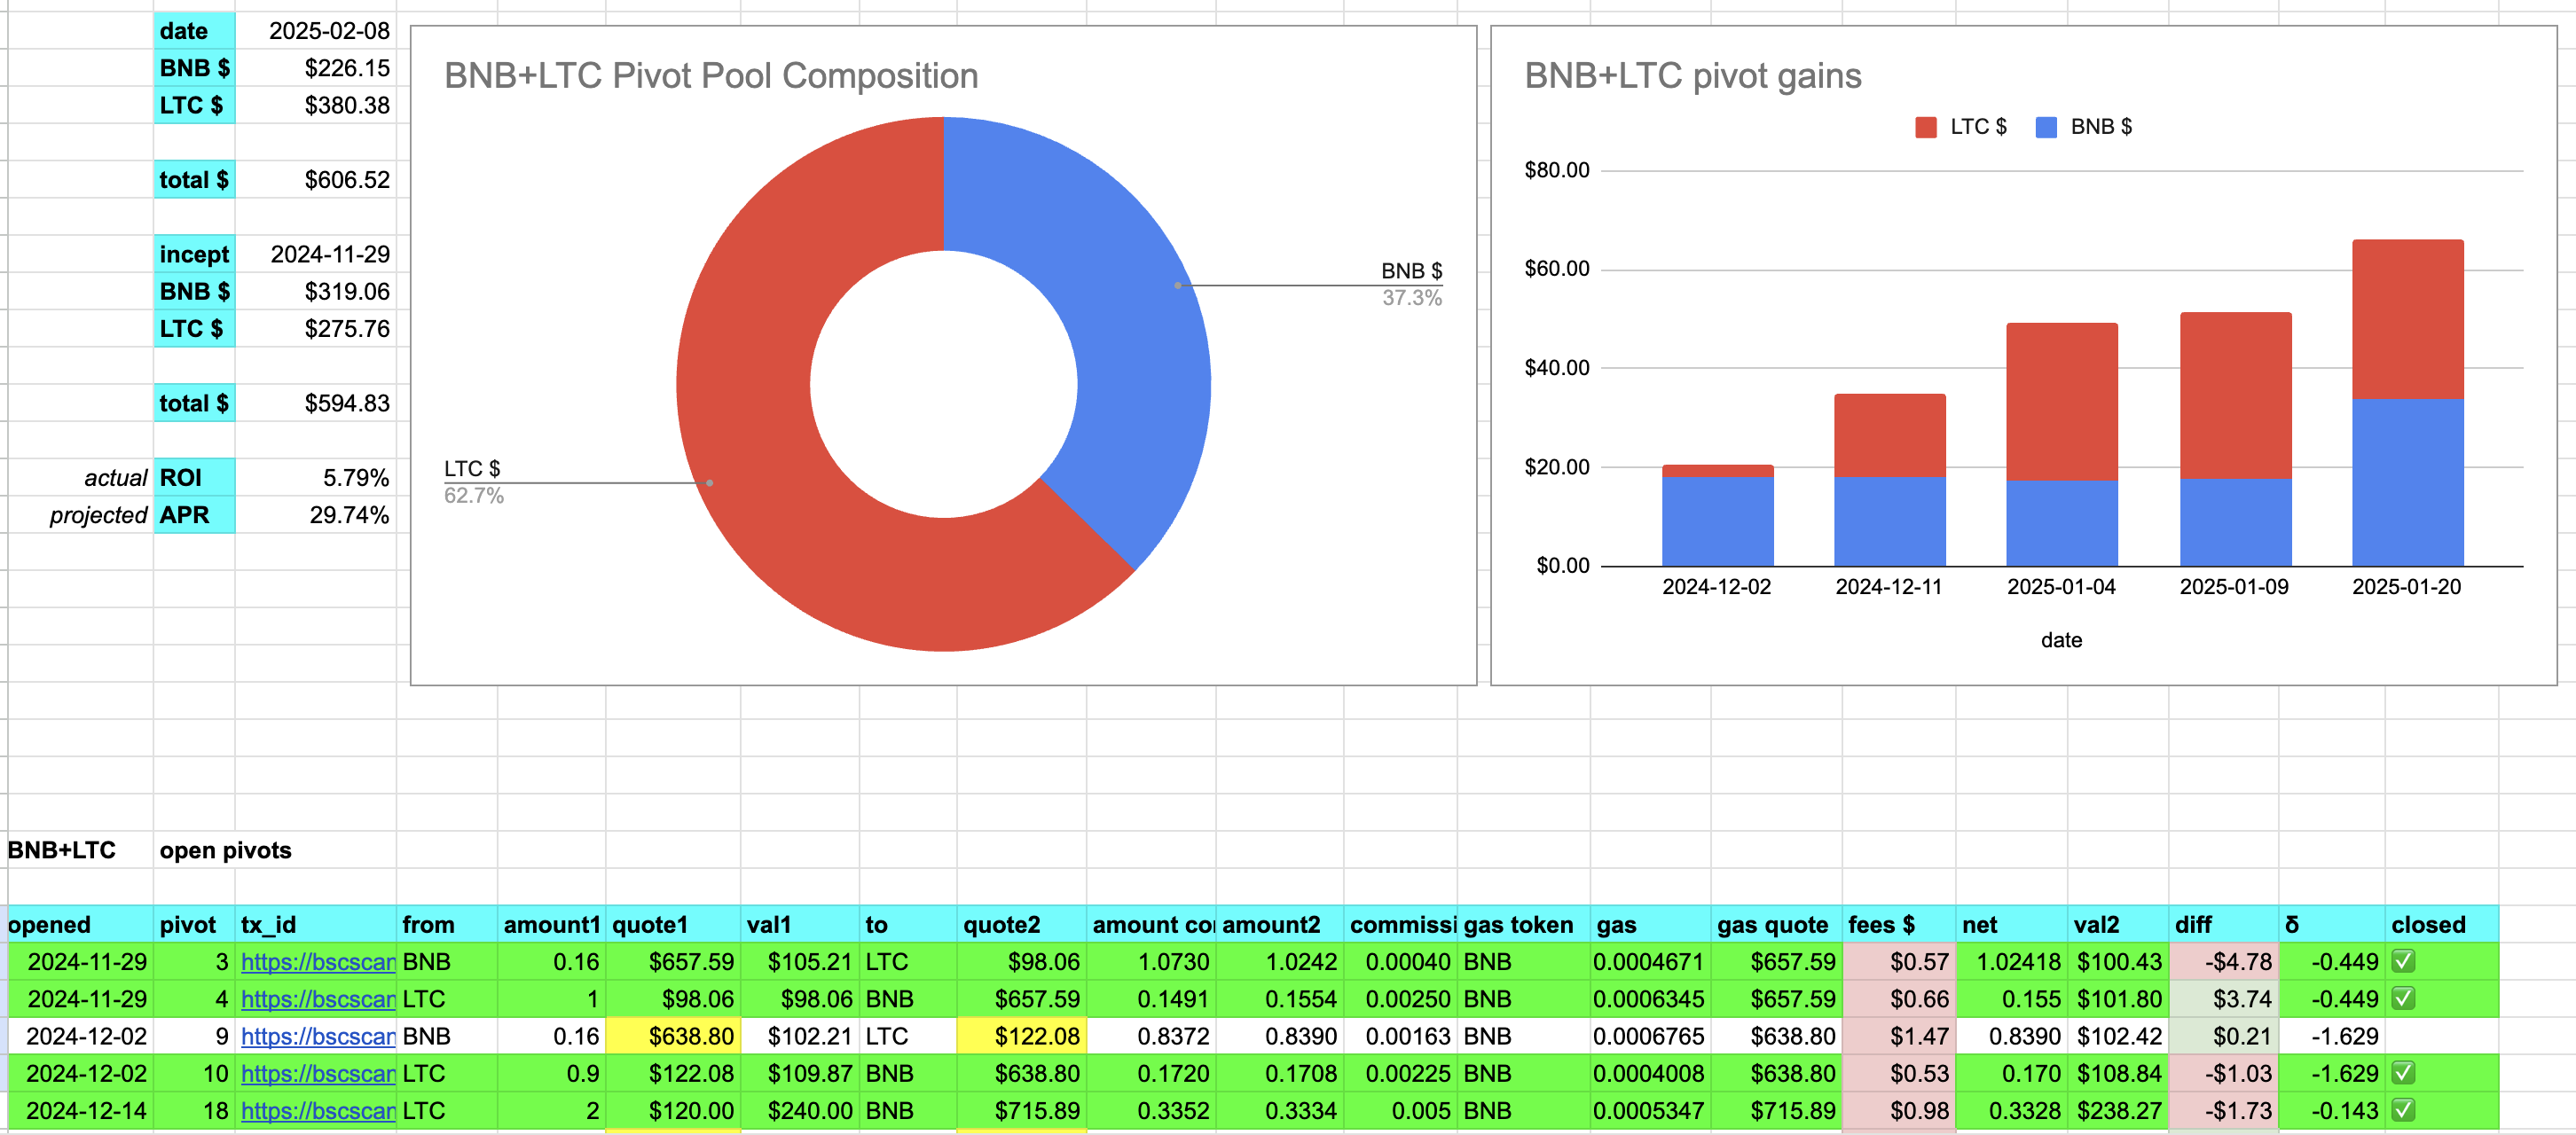 date 2025-02-08
BNB $ $226.15
LTC $ $380.38
total $ $606.52
incept 2024-11-29
BNB $ $319.06
LTC $ $275.76
total $ $594.83
actual ROI 5.79%
projected APR 29.74%
BNB+LTC Pivot Pool Composition
BNB $
37.3%
LTC $
62.7%
BNB+LTC pivot gains
LTC $ BNB $
$80.00
$60.00
$40.00
$20.00
$0.00
2024-12-02 2024-12-11 2025-01-04 2025-01-09 2025-01-20
date
BNB+LTC open pivots
opened pivot tx_id from amount1 quote1 val1 to quote2 amount co amount2 commissi gas token gas gas quote fees $ net val2 diff δ closed
2024-11-29 3 https://bscscan BNB 0.16 $657.59 $105.21 LTC $98.06 1.0730 1.0242 0.00040 BNB 0.0004671 $657.59 $0.57 1.02418 $100.43 -$4.78 -0.449 ✅
2024-11-29 4 https://bscscan LTC 1 $98.06 $98.06 BNB $657.59 0.1491 0.1554 0.00250 BNB 0.0006345 $657.59 $0.66 0.155 $101.80 $3.74 -0.449 ✅
2024-12-02 9 https://bscscan BNB 0.16 $638.80 $102.21 LTC $122.08 0.8372 0.8390 0.00163 BNB 0.0006765 $638.80 $1.47 0.8390 $102.42 $0.21 -1.629
2024-12-02 10 https://bscscan LTC 0.9 $122.08 $109.87 BNB $638.80 0.1720 0.1708 0.00225 BNB 0.0004008 $638.80 $0.53 0.170 $108.84 -$1.03 -1.629 ✅
2024-12-14 18 https://bscscan LTC 2 $120.00 $240.00 BNB $715.89 0.3352 0.3334 0.005 BNB 0.0005347 $715.89 $0.98 0.3328 $238.27 -$1.73 -0.143 ✅